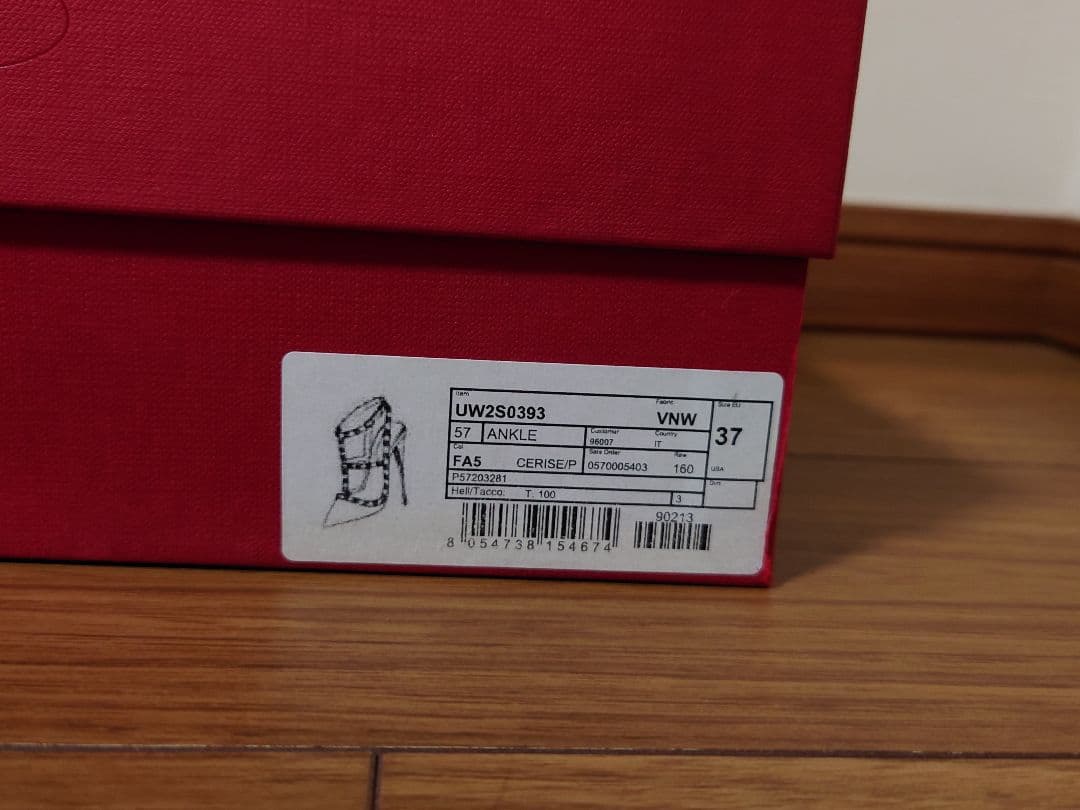 Item Fabric Size EU
UW2S0393 VNW 37
57 ANKLE Customer 96007 Country IT
Col FA5 CERISE/P Sale Order 0570005403 Row 160 USA
P57203281
Hell/Tacco: T. 100 3
90213
8 054738 154674